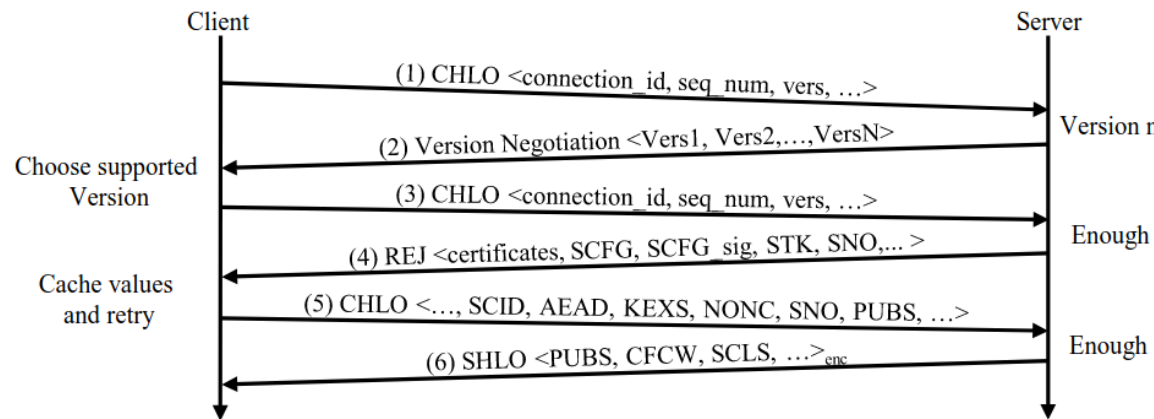 Client
Server
(1) CHLO <connection_id, seq_num, vers, …>
Version n
(2) Version Negotiation <Vers1, Vers2,…,VersN>
Choose supported
Version
(3) CHLO <connection_id, seq_num, vers, …>
Enough
(4) REJ <certificates, SCFG, SCFG_sig, STK, SNO,... >
Cache values
and retry
(5) CHLO <…, SCID, AEAD, KEXS, NONC, SNO, PUBS, …>
Enough
(6) SHLO <PUBS, CFCW, SCLS, …>enc